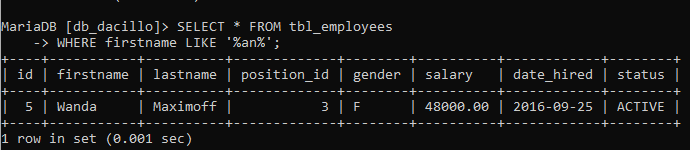 MariaDB [db_dacillo]> SELECT * FROM tbl_employees
    -> WHERE firstname LIKE '%an%';
+----+-----------+----------+-------------+--------+----------+------------+--------+
| id | firstname | lastname | position_id | gender | salary   | date_hired | status |
+----+-----------+----------+-------------+--------+----------+------------+--------+
|  5 | Wanda     | Maximoff |           3 | F      | 48000.00 | 2016-09-25 | ACTIVE |
+----+-----------+----------+-------------+--------+----------+------------+--------+
1 row in set (0.001 sec)